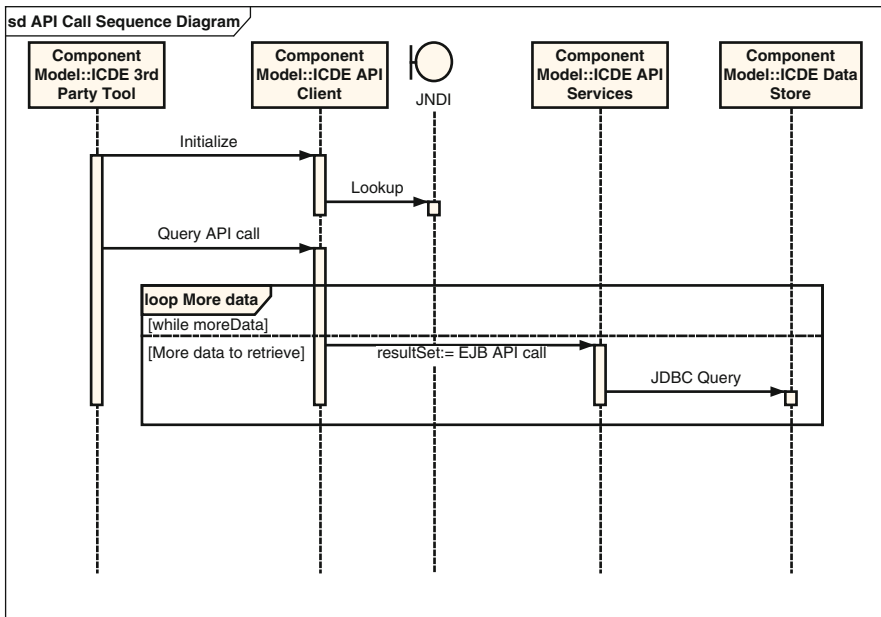 sd API Call Sequence Diagram
Component
Model::ICDE 3rd
Party Tool
Component
Model::ICDE API
Client
JNDI
Component
Model::ICDE API
Services
Component
Model::ICDE Data
Store
Initialize
Lookup
Query API call
loop More data
[while moreData]
[More data to retrieve]
resultSet:= EJB API call
JDBC Query